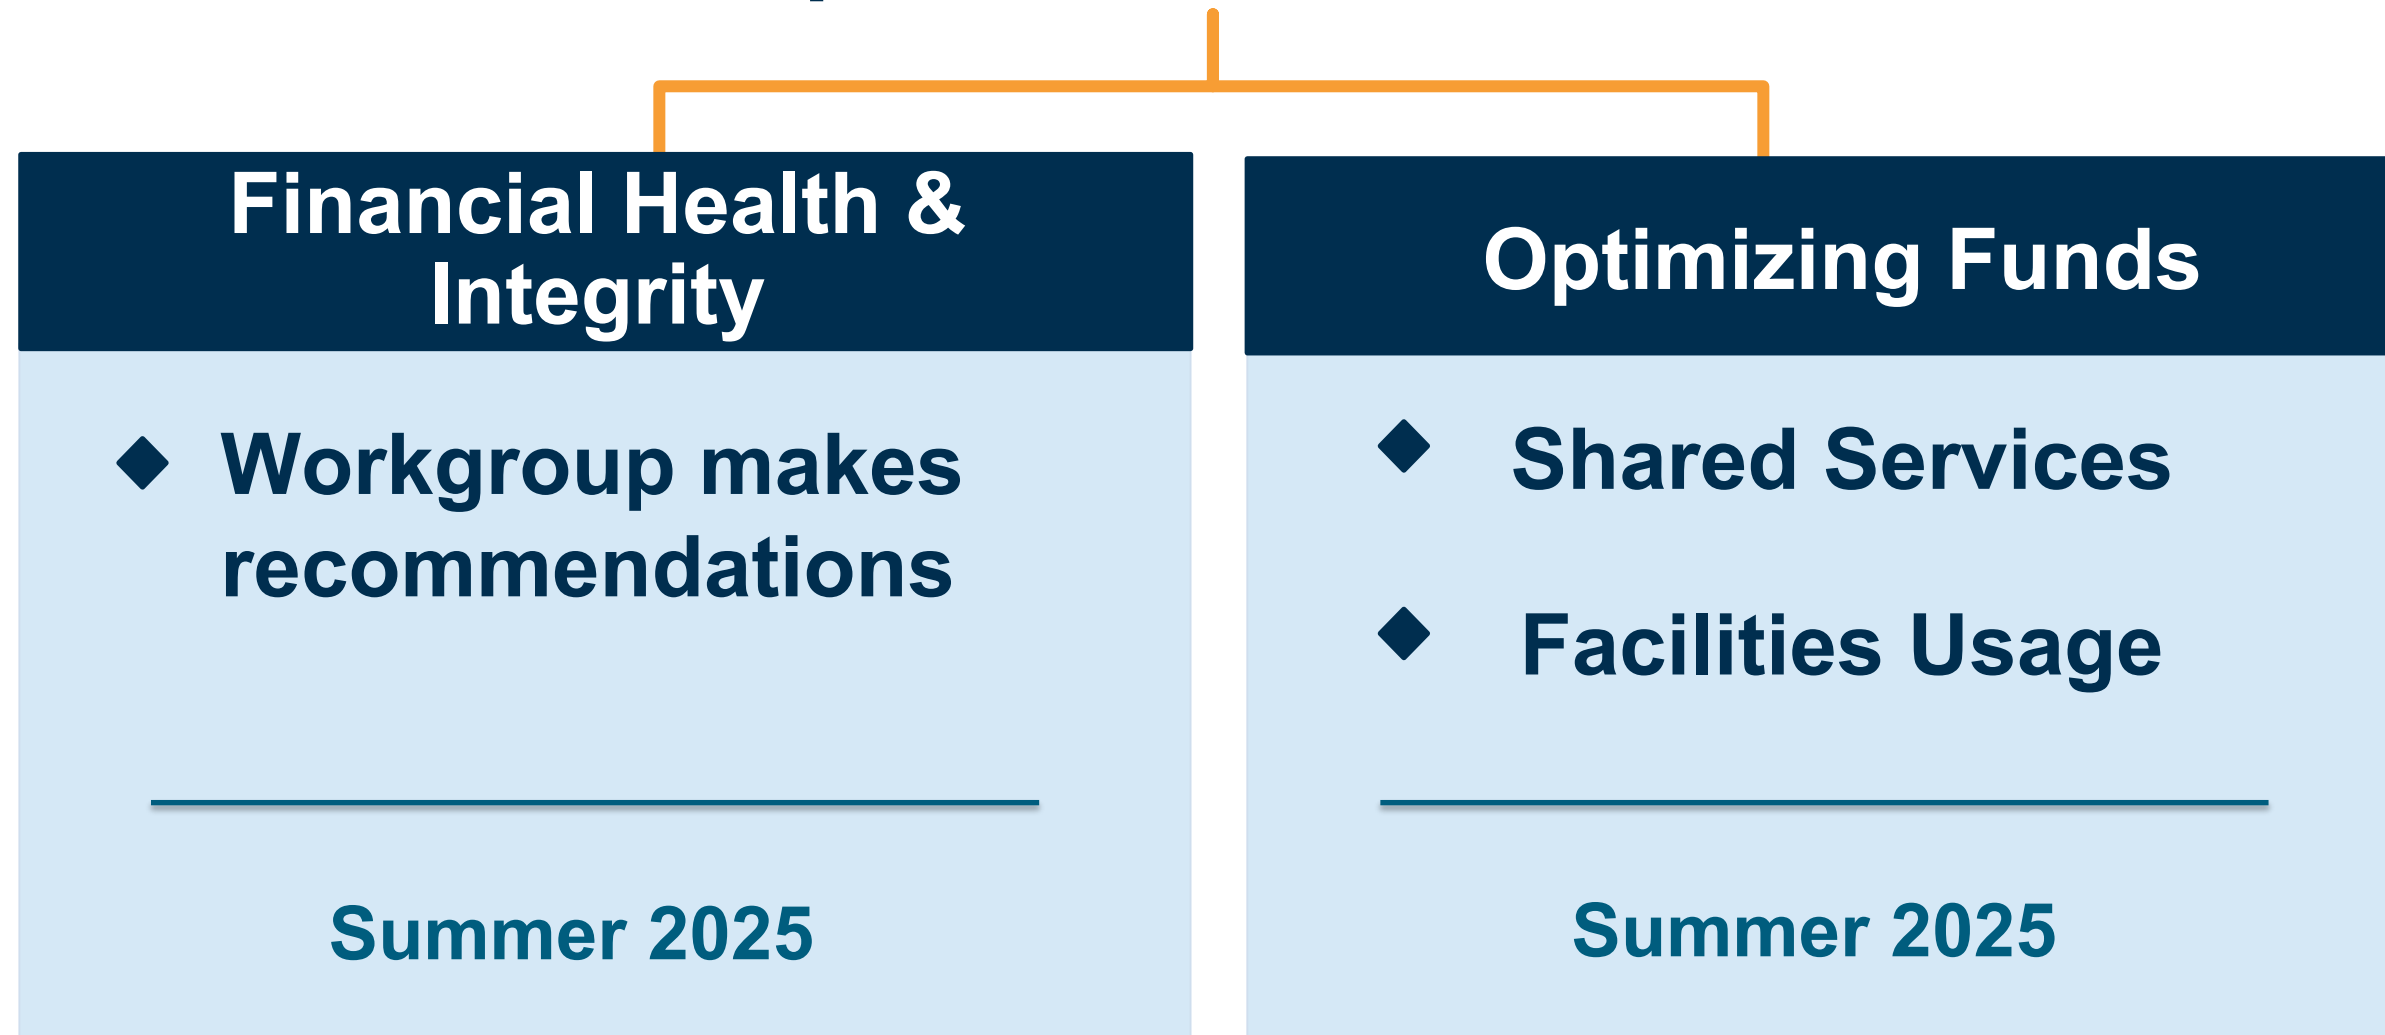 Financial Health &
Integrity
Workgroup makes
recommendations
Summer 2025
Optimizing Funds
Shared Services
Facilities Usage
Summer 2025